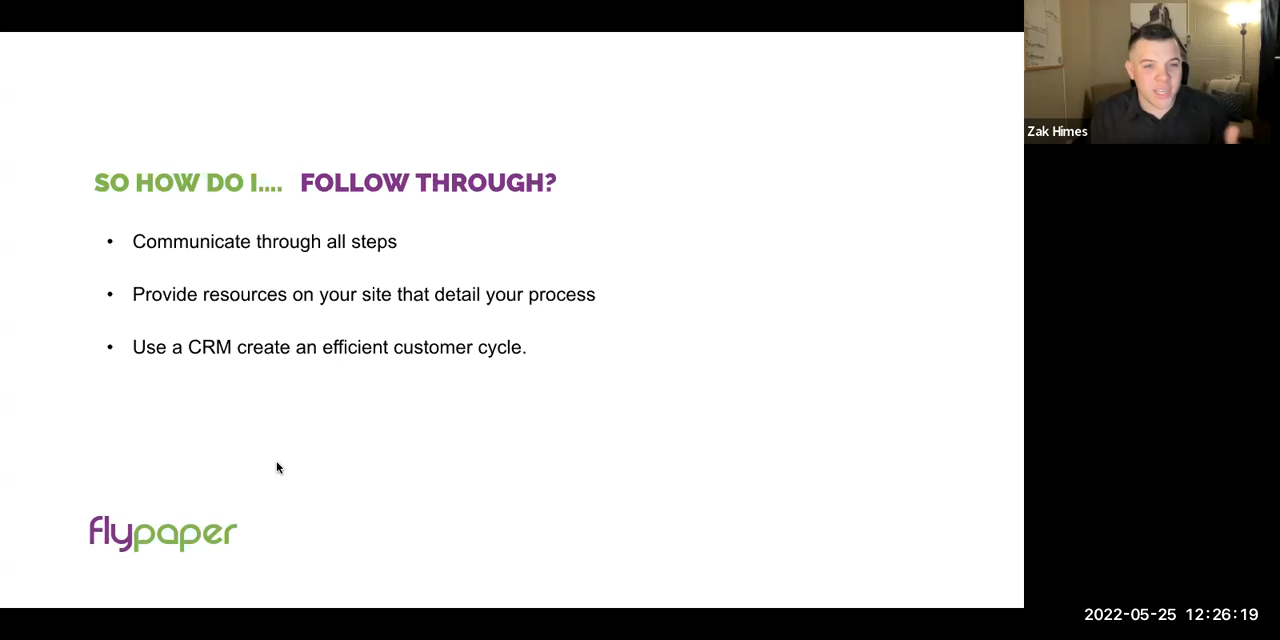 SO HOW DO I.... FOLLOW THROUGH?
• Communicate through all steps
• Provide resources on your site that detail your process
• Use a CRM create an efficient customer cycle.
flypaper
Zak Himes
2022-05-25 12:26:19